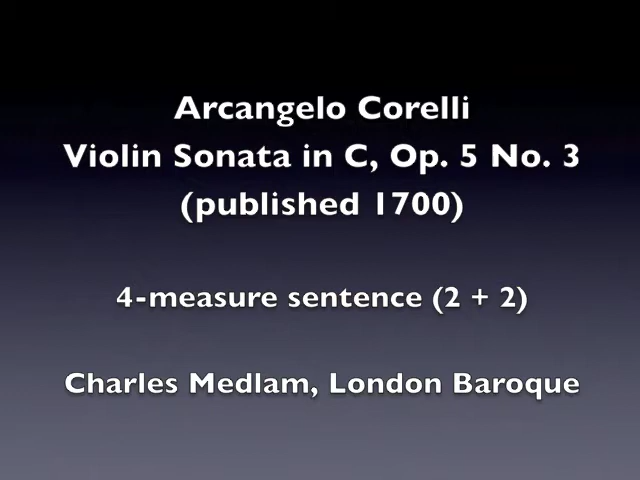 Arcangelo Corelli
Violin Sonata in C, Op. 5 No. 3
(published 1700)
4-measure sentence (2 + 2)
Charles Medlam, London Baroque